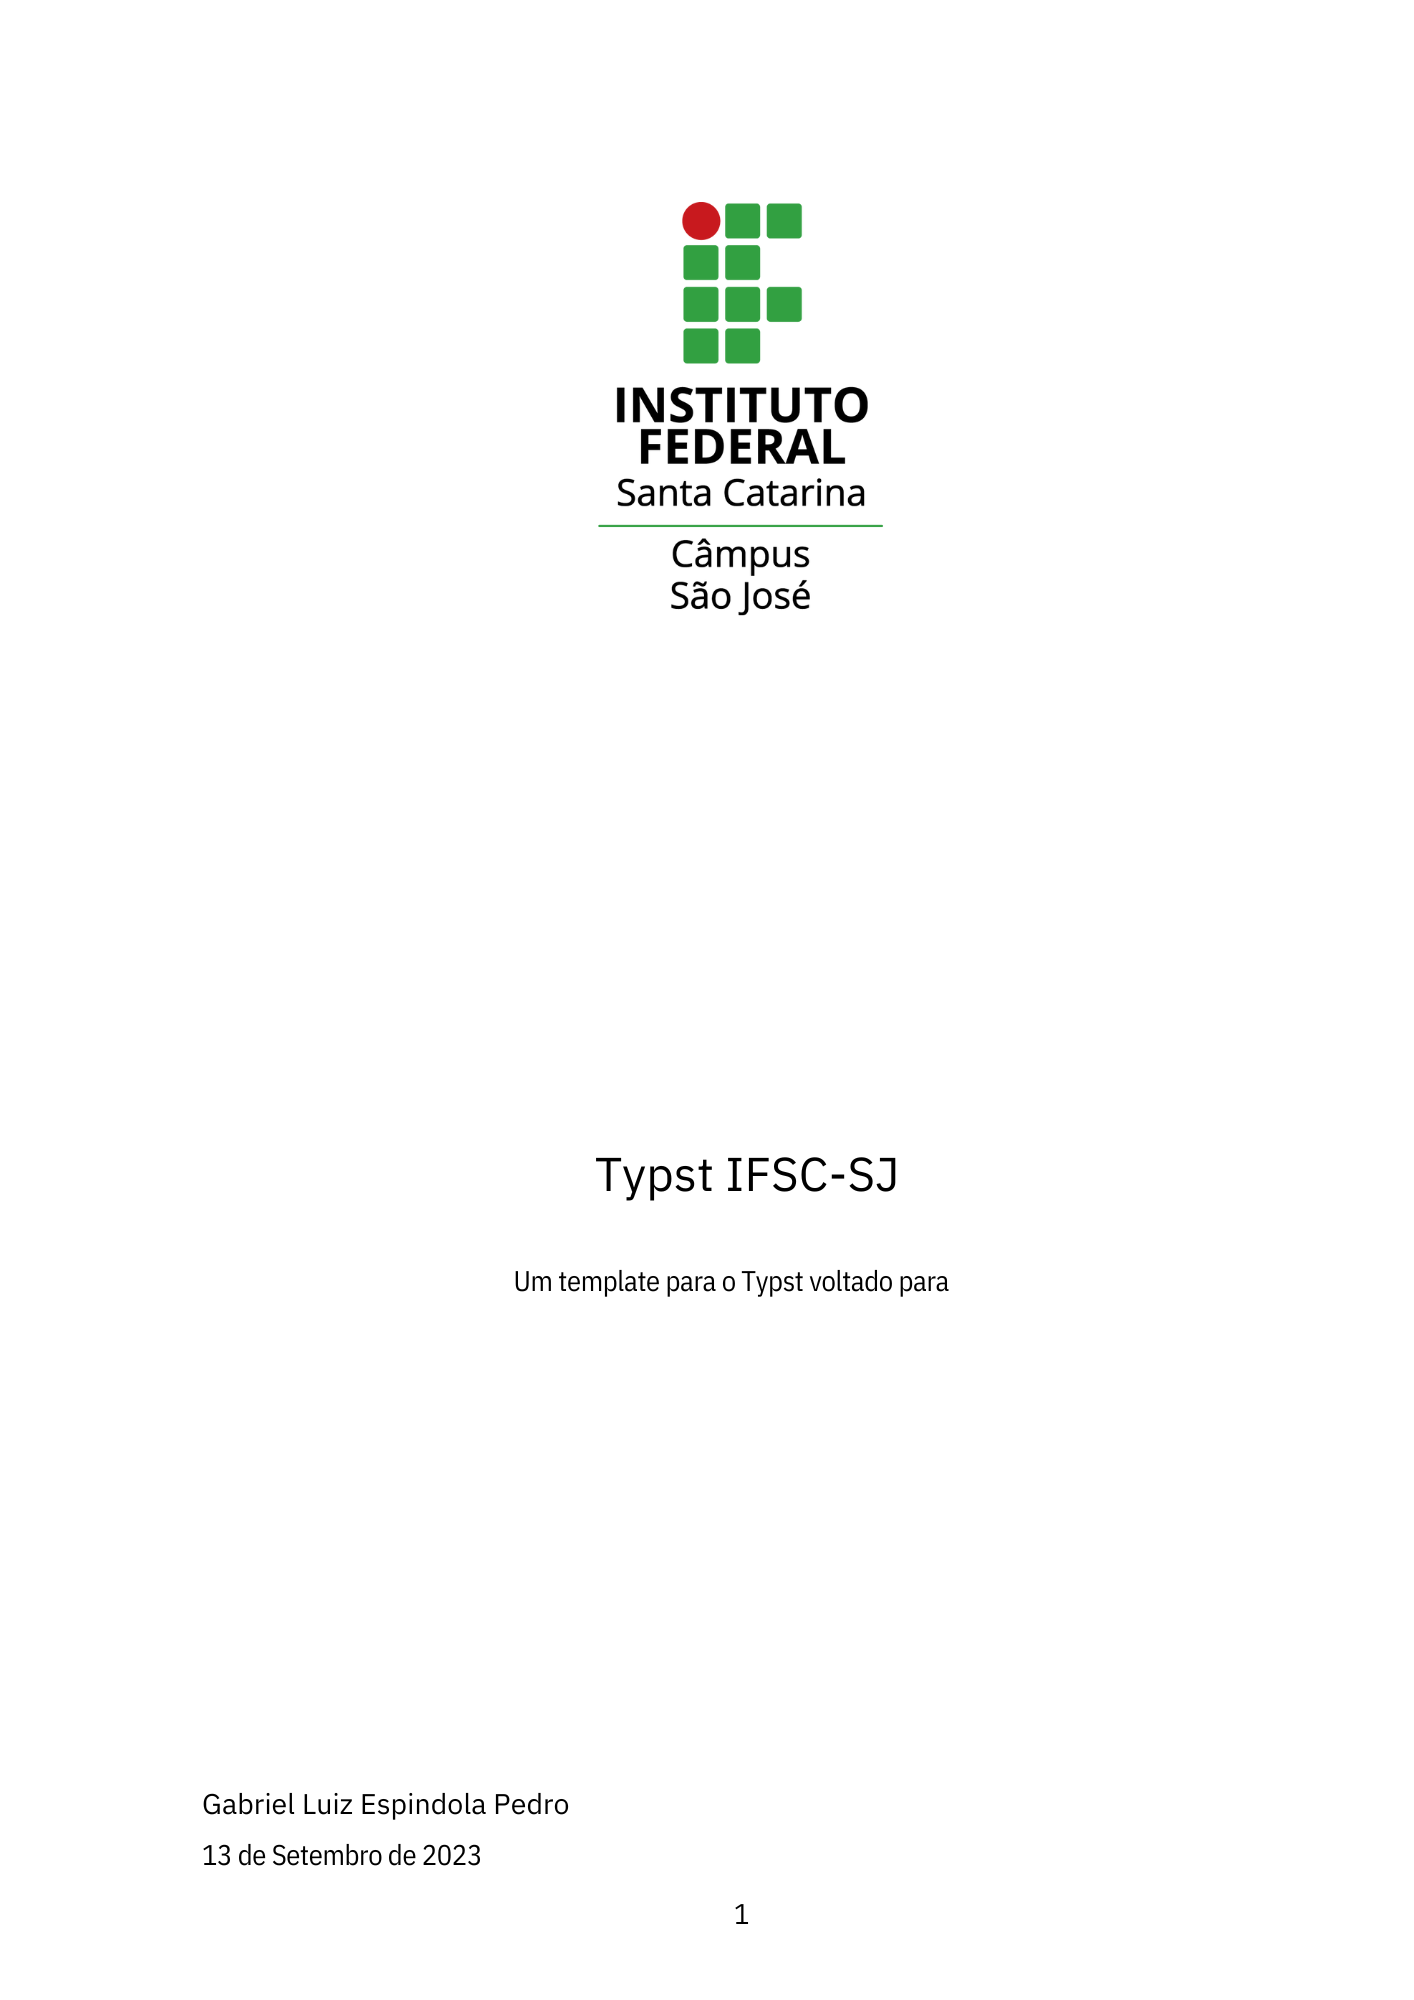 INSTITUTO
FEDERAL
Santa Catarina
Câmpus
São José
Typst IFSC-SJ
Um template para o Typst voltado para
Gabriel Luiz Espindola Pedro
13 de Setembro de 2023
1